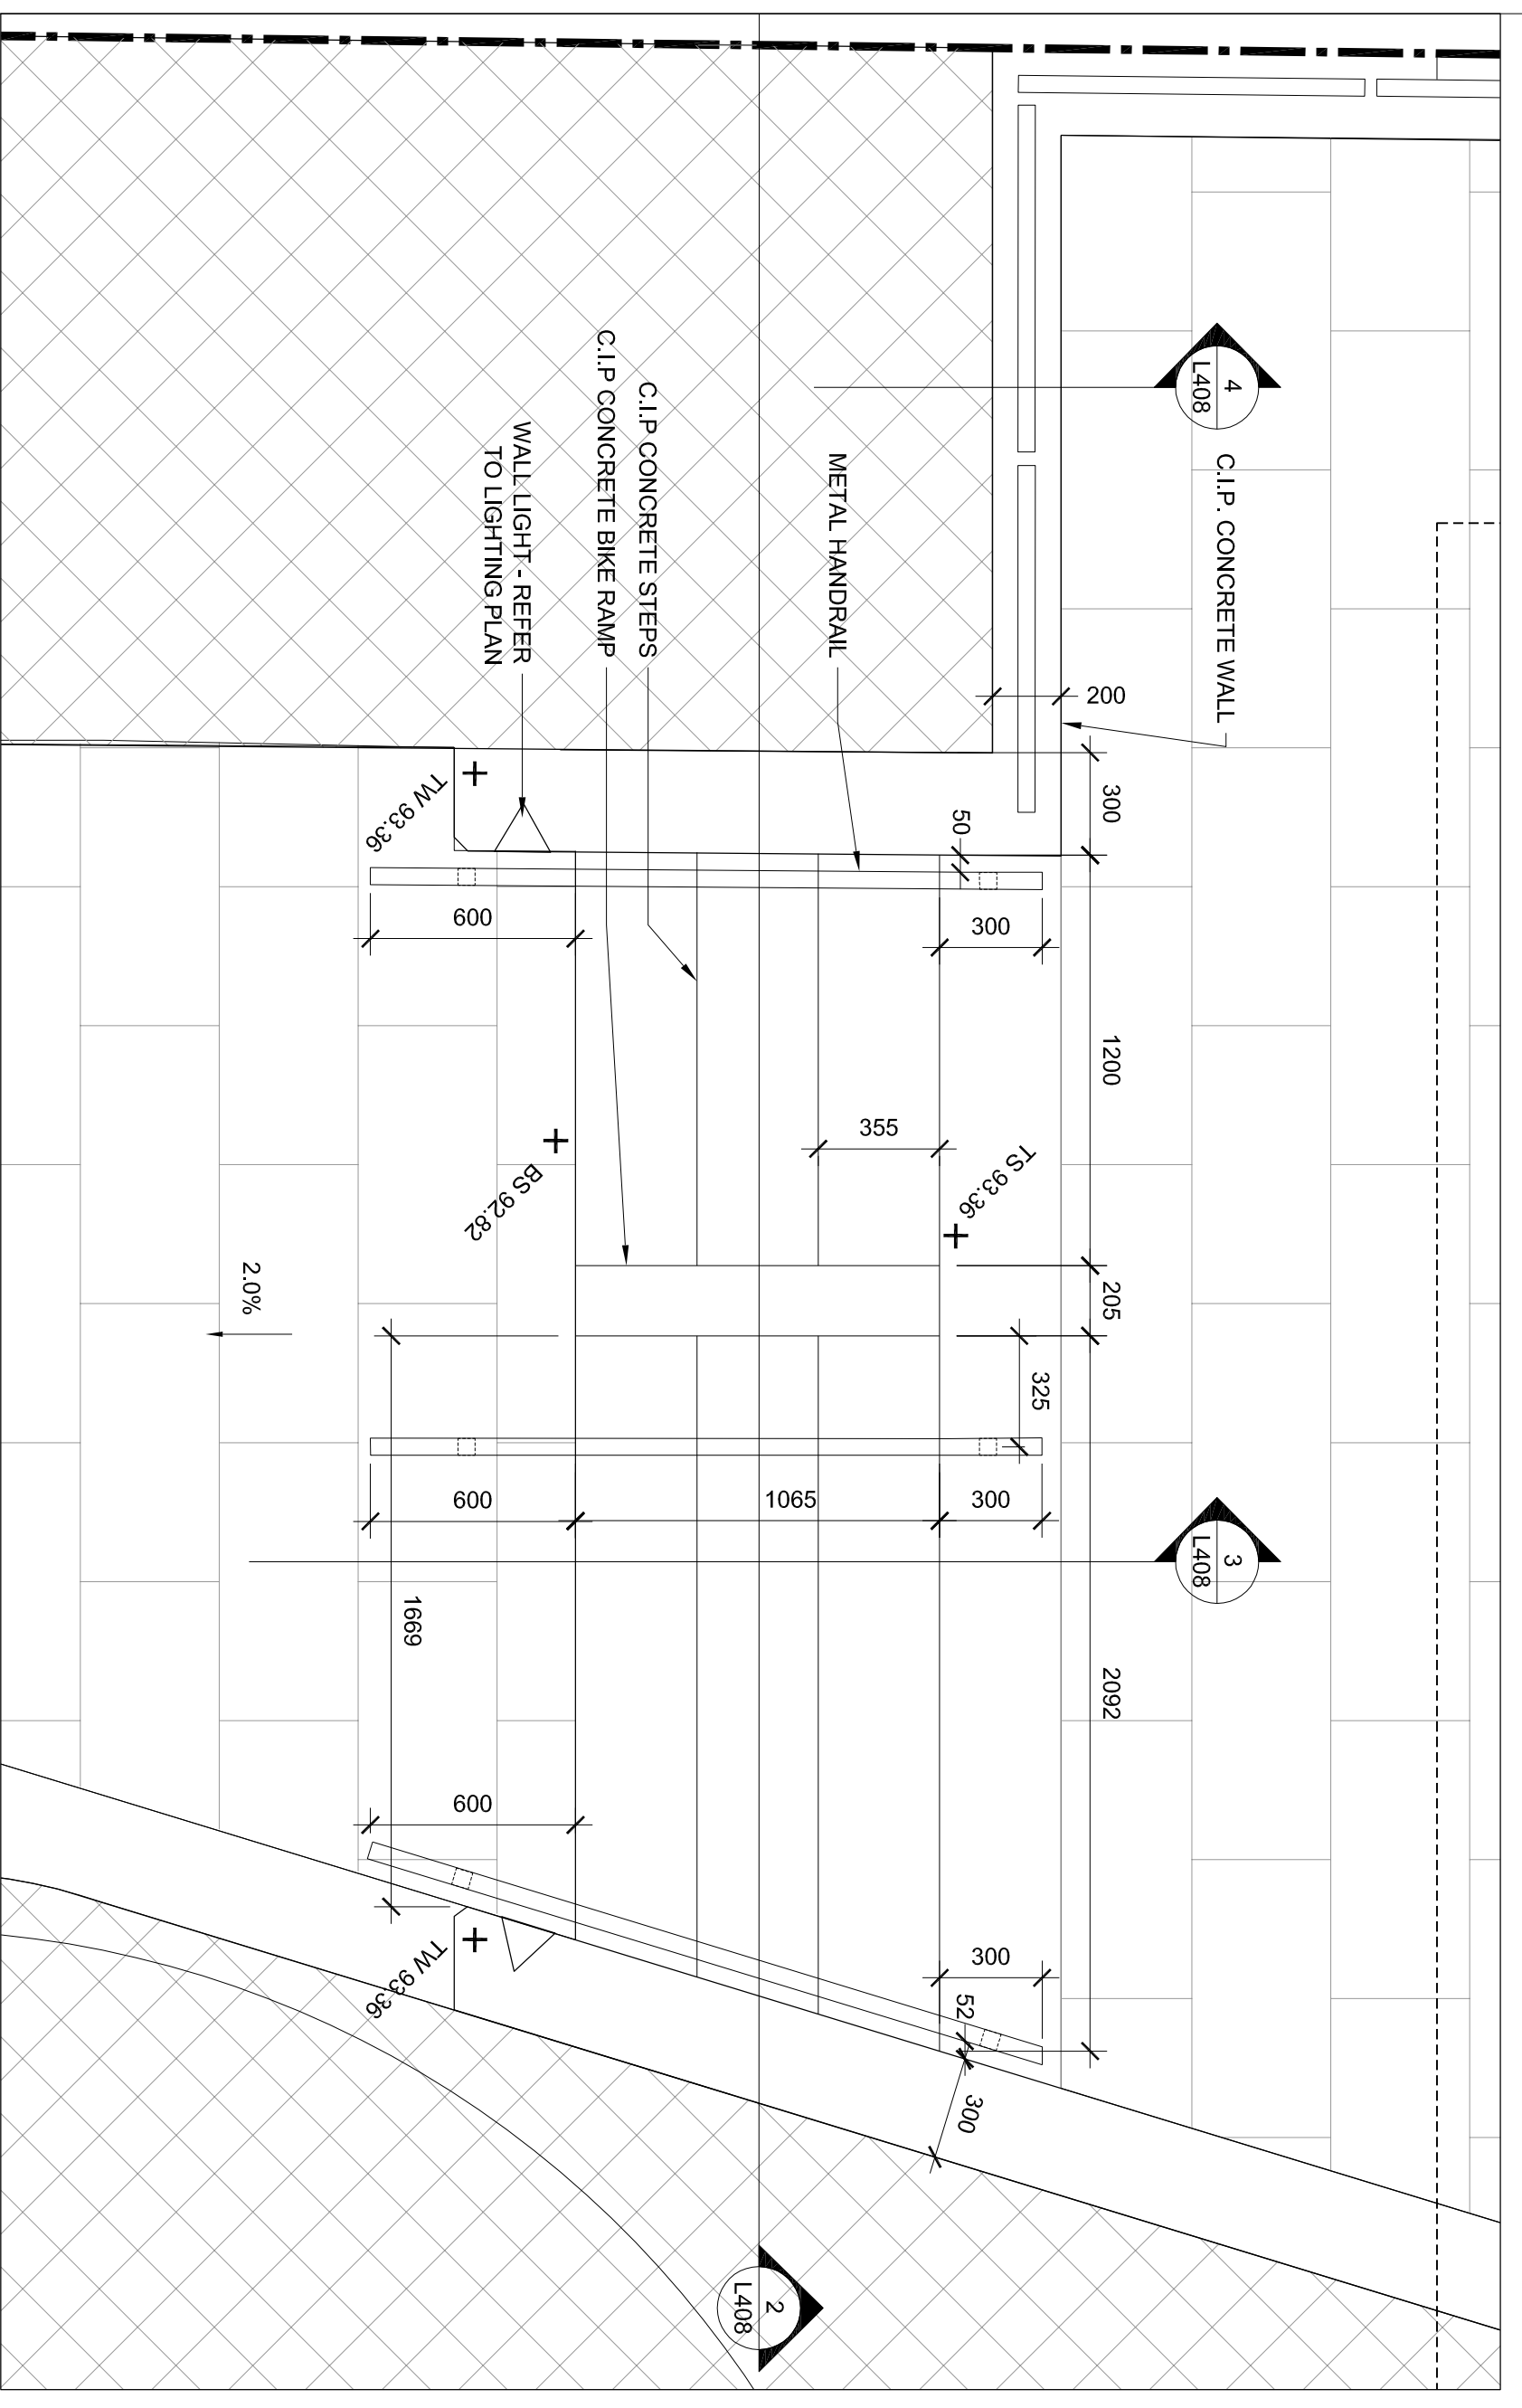 4
L408
C.I.P. CONCRETE WALL
METAL HANDRAIL
C.I.P CONCRETE STEPS
C.I.P CONCRETE BIKE RAMP
WALL LIGHT - REFER
TO LIGHTING PLAN
200
300
50
TW 93.36
600
300
1200
355
TS 93.36
BS 92.82
2.0%
205
325
600
1065
300
3
L408
1669
2092
600
300
52
TW 93.36
300
2
L408